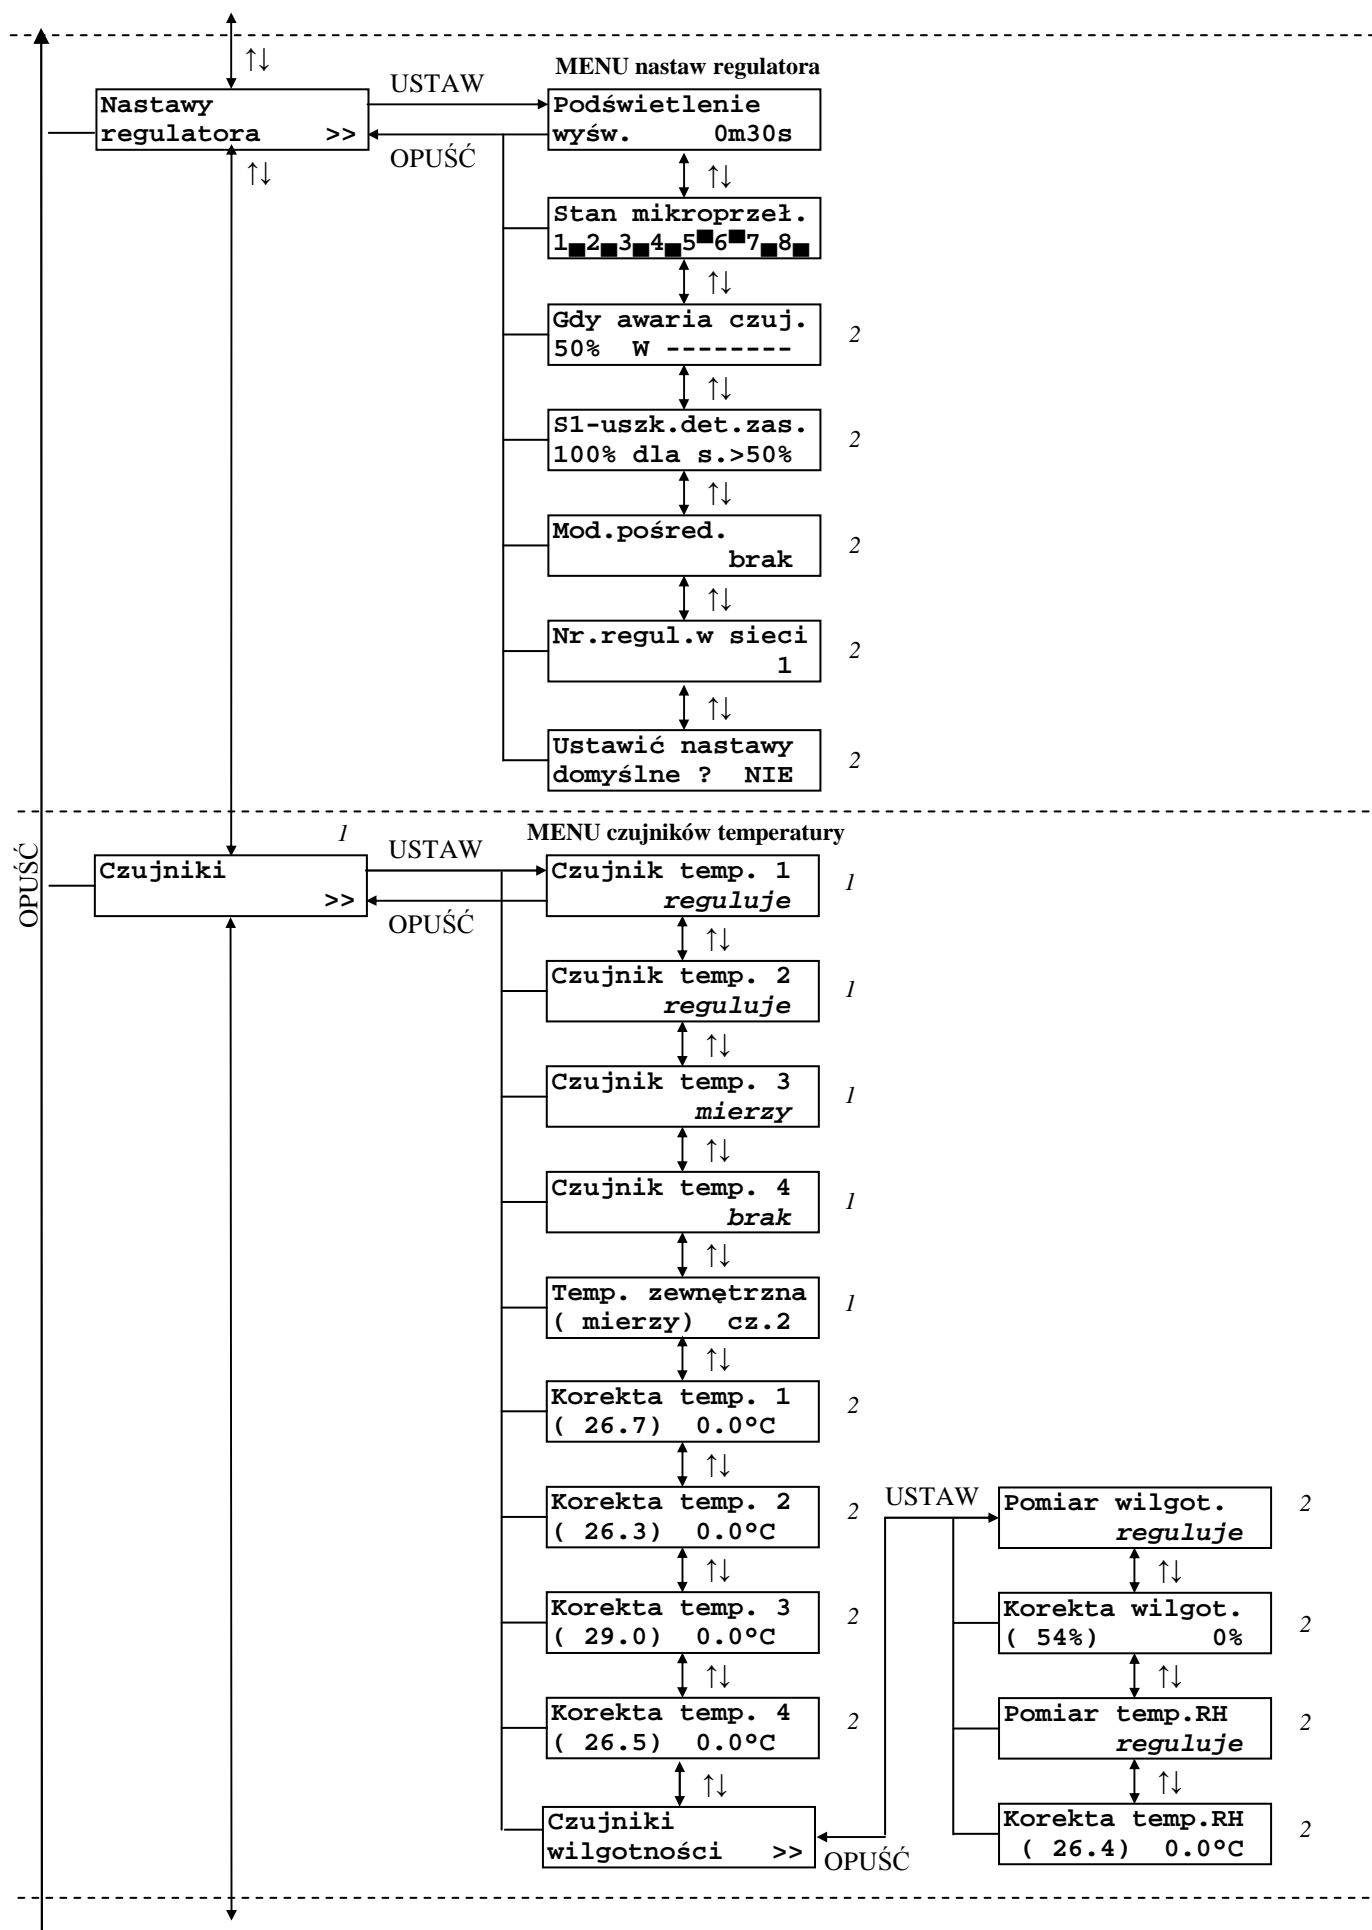 ↑↓
MENU nastaw regulatora
USTAW
Nastawy
regulatora >>
Podświetlenie
wyśw. 0m30s
OPUŚĆ
↑↓
↑↓
Stan mikroprzeł.
1▄2▄3▄4▄5▀6▀7▄8▄
↑↓
Gdy awaria czuj.
50% W --------
2
↑↓
S1-uszk.det.zas.
100% dla s.>50%
2
↑↓
Mod.pośred.
brak
2
↑↓
Nr.regul.w sieci
1
2
↑↓
Ustawić nastawy
domyślne ? NIE
2
OPUŚĆ
1
MENU czujników temperatury
USTAW
Czujniki
>>
Czujnik temp. 1
reguluje
1
OPUŚĆ
↑↓
Czujnik temp. 2
reguluje
1
↑↓
Czujnik temp. 3
mierzy
1
↑↓
Czujnik temp. 4
brak
1
↑↓
Temp. zewnętrzna
( mierzy) cz.2
1
↑↓
Korekta temp. 1
( 26.7) 0.0°C
2
↑↓
Korekta temp. 2
( 26.3) 0.0°C
2
↑↓
Korekta temp. 3
( 29.0) 0.0°C
2
↑↓
Korekta temp. 4
( 26.5) 0.0°C
2
↑↓
Czujniki
wilgotności >>
USTAW
OPUŚĆ
Pomiar wilgot.
reguluje
2
↑↓
Korekta wilgot.
( 54%) 0%
2
↑↓
Pomiar temp.RH
reguluje
2
↑↓
Korekta temp.RH
( 26.4) 0.0°C
2